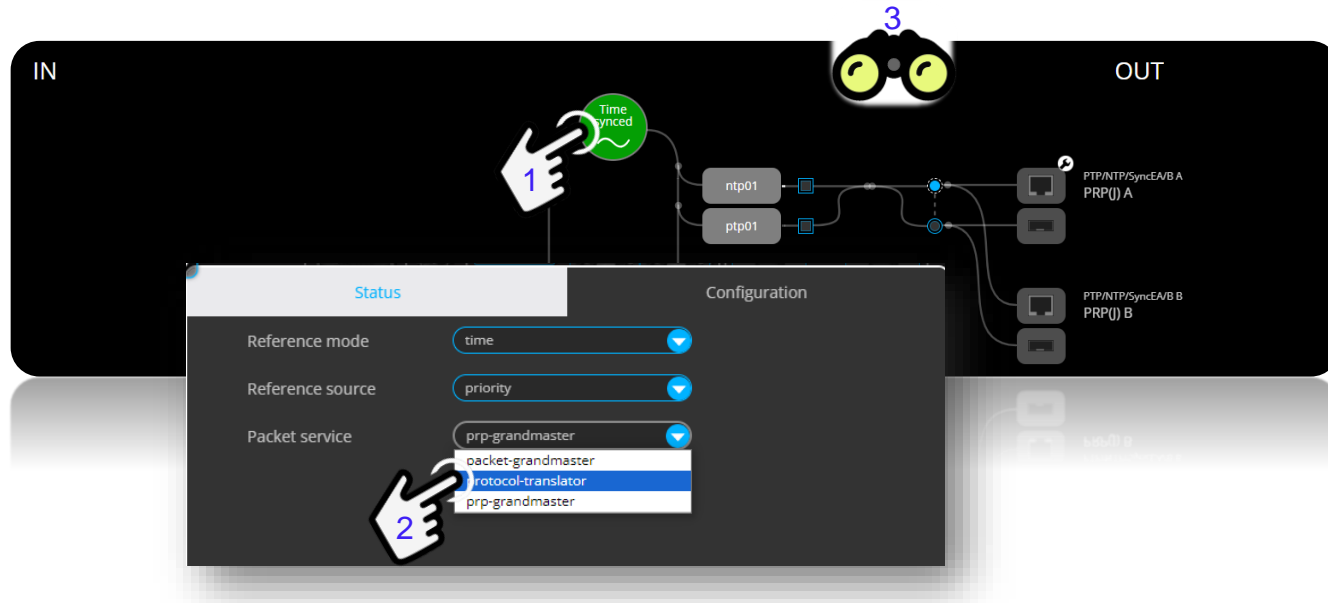 3
IN
OUT
Time
synced
1
ntp01
ptp01
PTP/NTP/SyncEA/B A
PRP(J) A
PTP/NTP/SyncEA/B B
PRP(J) B
Status
Configuration
Reference mode
time
Reference source
priority
Packet service
prp-grandmaster
packet-grandmaster
protocol-translator
prp-grandmaster
2